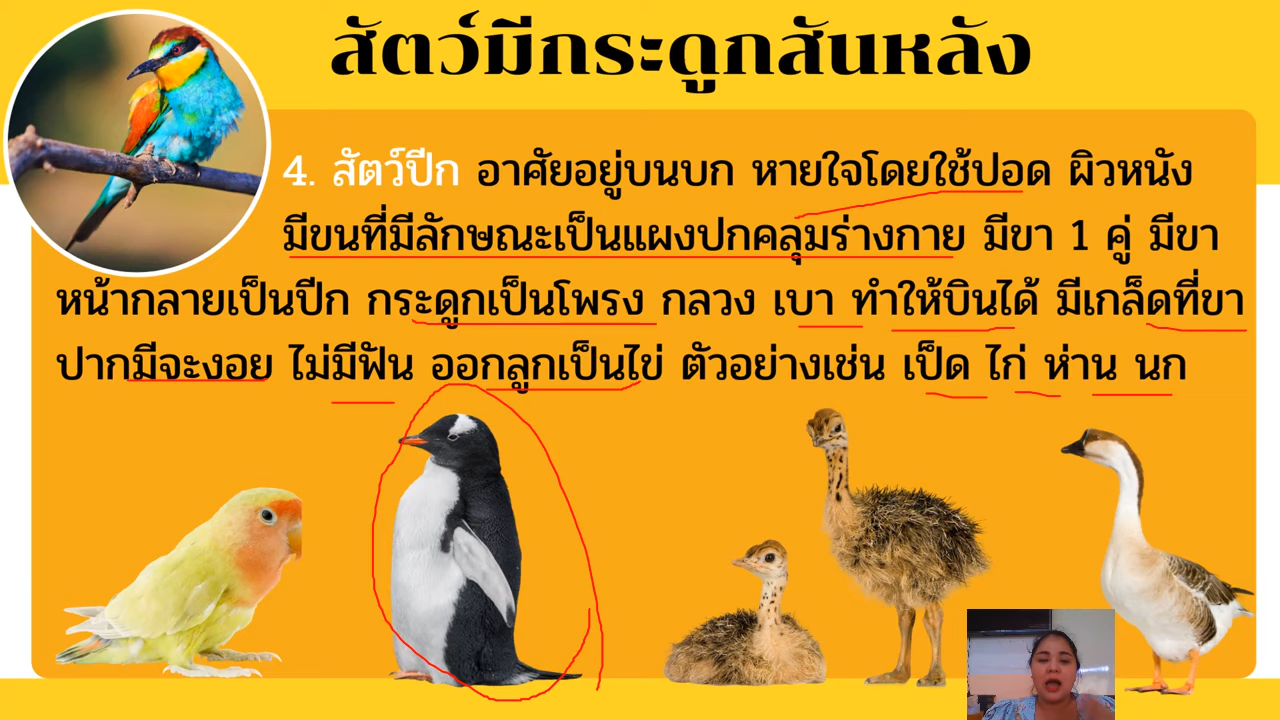 สัตว์มีกระดูกสันหลัง
4. สัตว์ปีก อาศัยอยู่บนบก หายใจโดยใช้ปอด ผิวหนัง
มีขนที่มีลักษณะเป็นแผงปกคลุมร่างกาย มีขา 1 คู่ มีขา
หน้ากลายเป็นปีก กระดูกเป็นโพรง กลวง เบา ทำให้บินได้ มีเกล็ดที่ขา
ปากมีจะงอย ไม่มีฟัน ออกลูกเป็นไข่ ตัวอย่างเช่น เป็ด ไก่ ห่าน นก